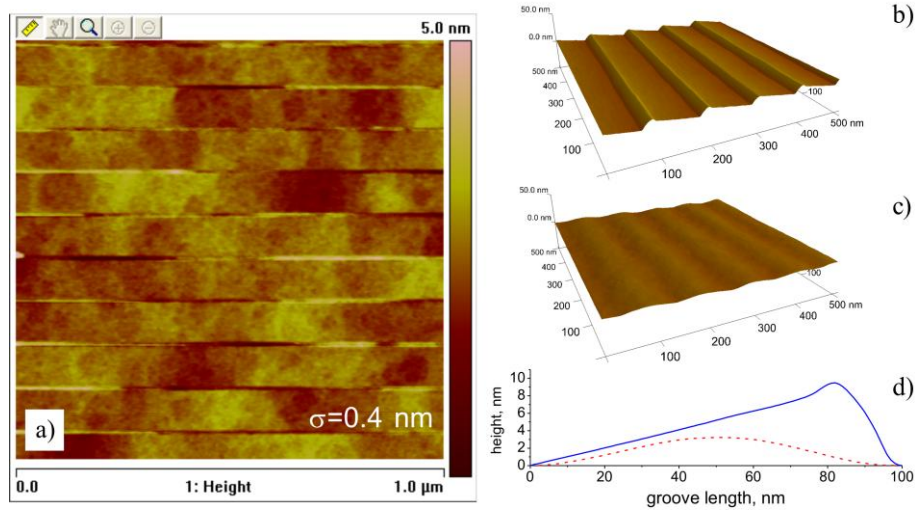 5.0 nm
σ=0.4 nm
a)
0.0
1: Height
1.0 µm
b)
50.0 nm
0.0 nm
500 nm
400
300
200
100
100
200
300
400
500 nm
100
c)
50.0 nm
0.0 nm
500 nm
400
300
200
100
100
200
300
400
500 nm
100
d)
height, nm
10
8
6
4
2
0
0 20 40 60 80 100
groove length, nm